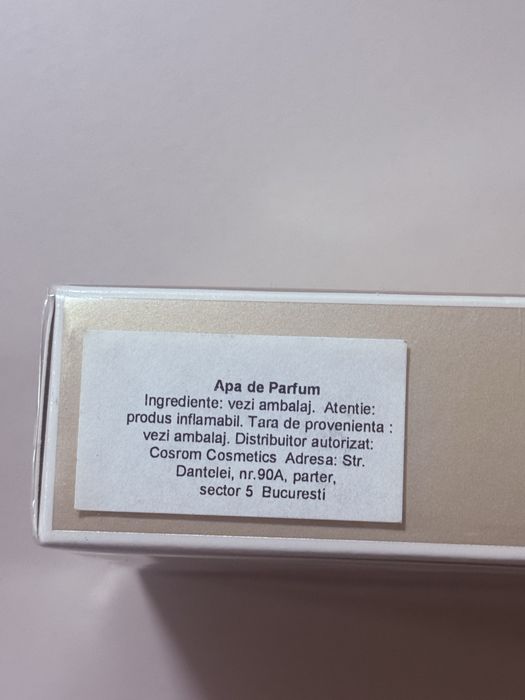 Apa de Parfum
Ingrediente: vezi ambalaj. Atentie:
produs inflamabil. Tara de provenienta :
vezi ambalaj. Distribuitor autorizat:
Cosrom Cosmetics Adresa: Str.
Dantelei, nr.90A, parter,
sector 5 Bucuresti